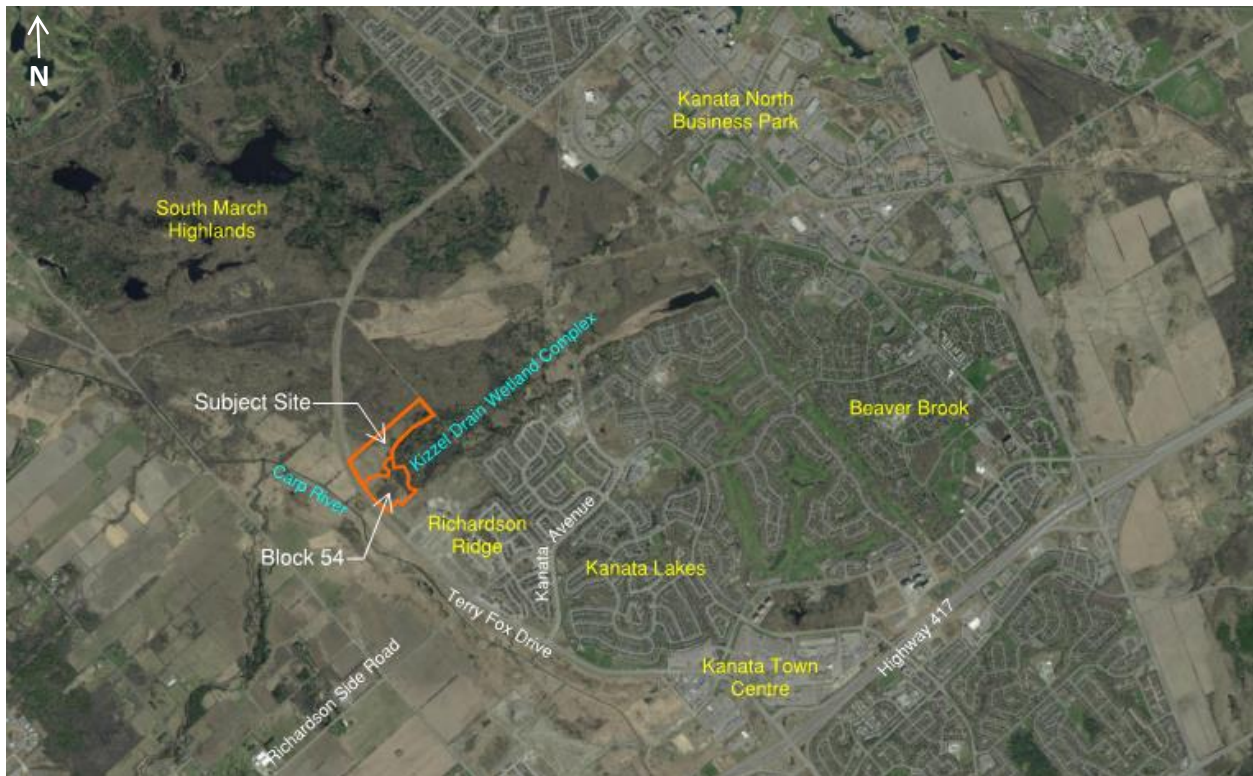 N
Kanata North
Business Park
South March
Highlands
Kizzel Drain Wetland Complex
Subject Site
Beaver Brook
Carp River
Richardson
Ridge
Kanata Avenue
Block 54
Kanata Lakes
Terry Fox Drive
Highway 417
Kanata Town
Centre
Richardson Side Road